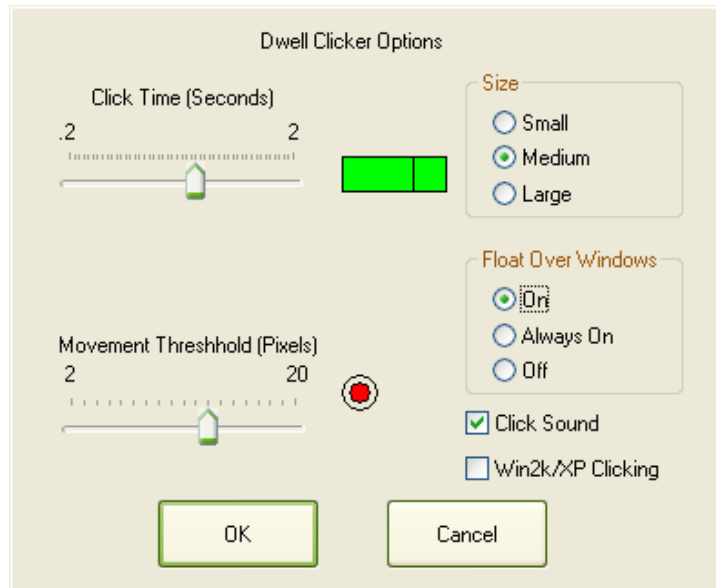 Dwell Clicker Options
Click Time (Seconds)
.2 2
Size
Small
Medium
Large
Float Over Windows
On
Always On
Off
Movement Threshhold (Pixels)
2 20
Click Sound
Win2k/XP Clicking
OK
Cancel